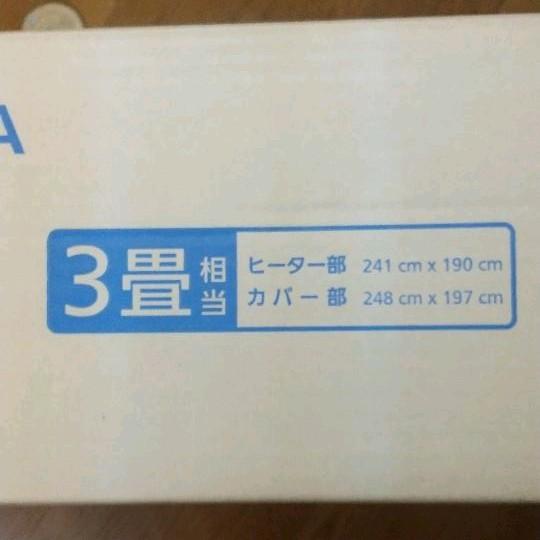 A
3畳相当
ヒーター部 241 cm x 190 cm
カバー部 248 cm x 197 cm